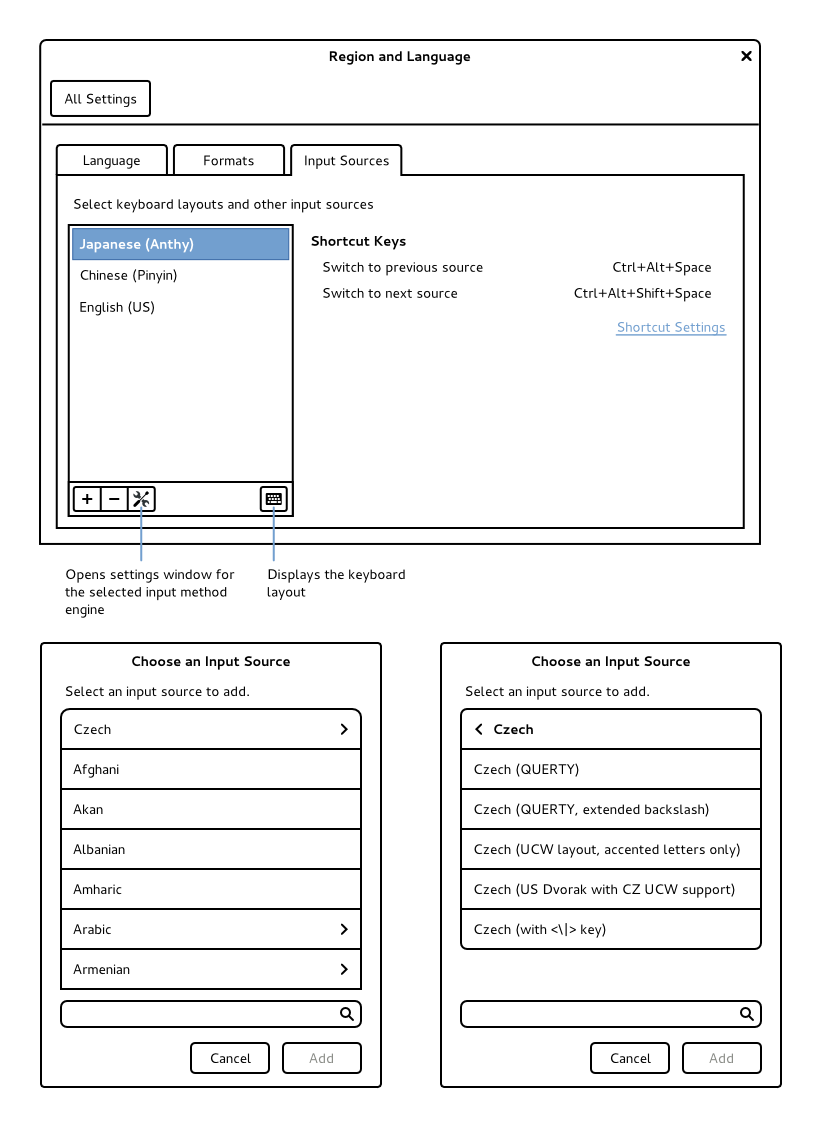 Region and Language
All Settings
Language
Formats
Input Sources
Select keyboard layouts and other input sources
Japanese (Anthy)
Chinese (Pinyin)
English (US)
Shortcut Keys
Switch to previous source
Ctrl+Alt+Space
Switch to next source
Ctrl+Alt+Shift+Space
Shortcut Settings
Opens settings window for
the selected input method
engine
Displays the keyboard
layout
Choose an Input Source
Select an input source to add.
Czech
Afghani
Akan
Albanian
Amharic
Arabic
Armenian
Cancel
Add
Choose an Input Source
Select an input source to add.
Czech
Czech (QUERTY)
Czech (QUERTY, extended backslash)
Czech (UCW layout, accented letters only)
Czech (US Dvorak with CZ UCW support)
Czech (with <\|> key)
Cancel
Add